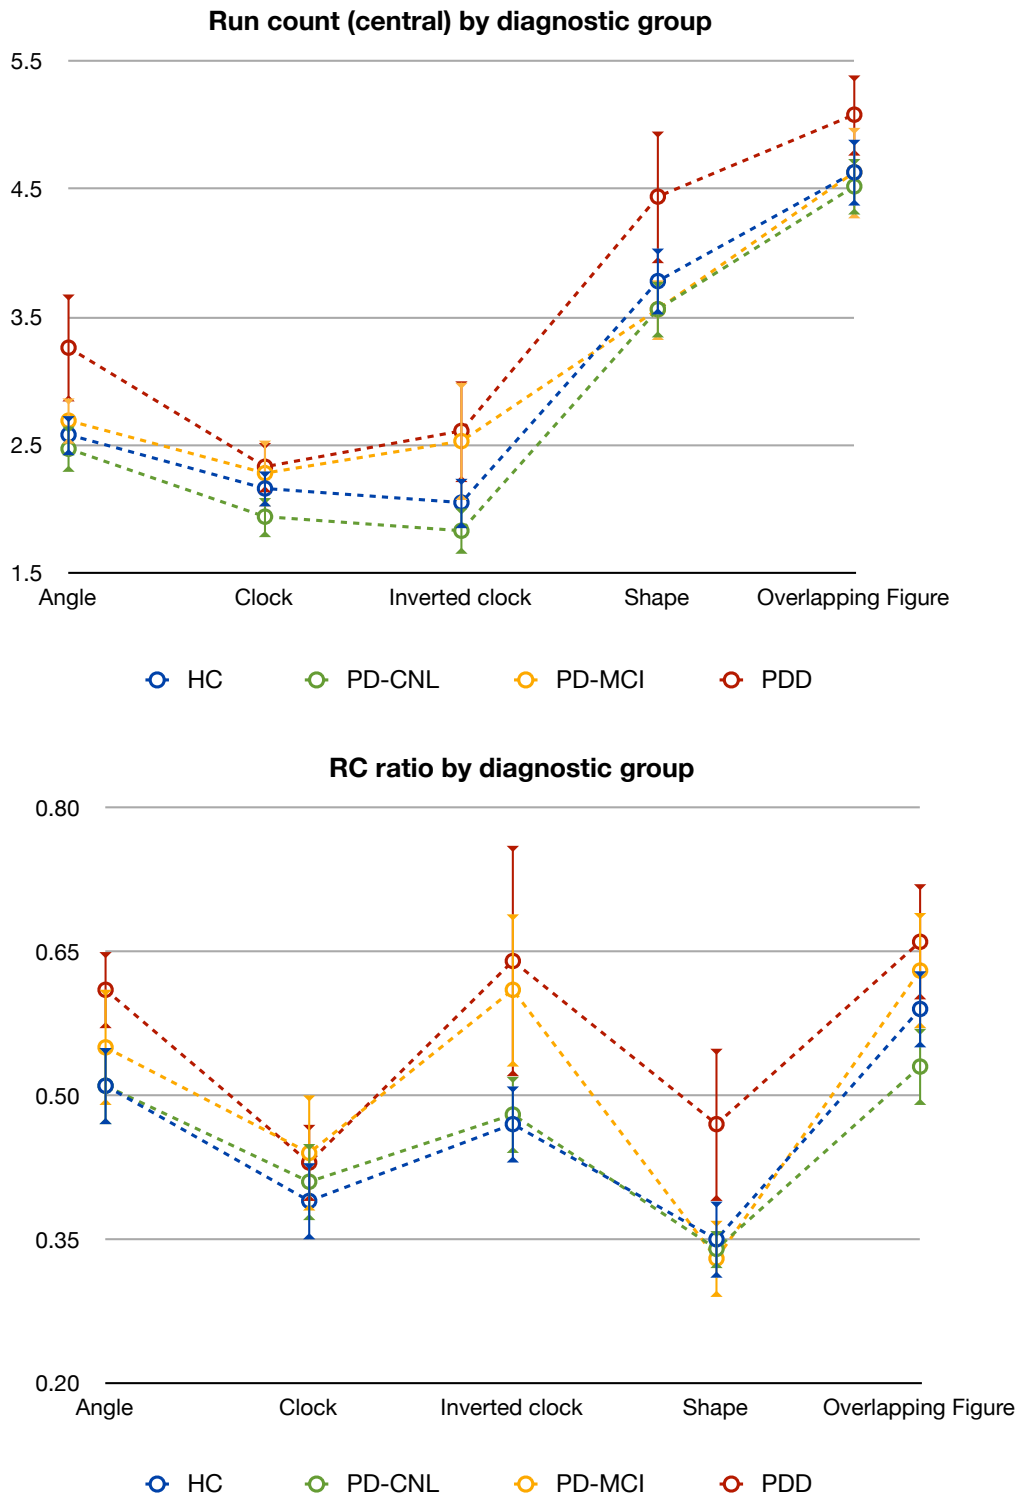 Run count (central) by diagnostic group
5.5
4.5
3.5
2.5
1.5
Angle Clock Inverted clock Shape Overlapping Figure
HC PD-CNL PD-MCI PDD
RC ratio by diagnostic group
0.80
0.65
0.50
0.35
0.20
Angle Clock Inverted clock Shape Overlapping Figure
HC PD-CNL PD-MCI PDD